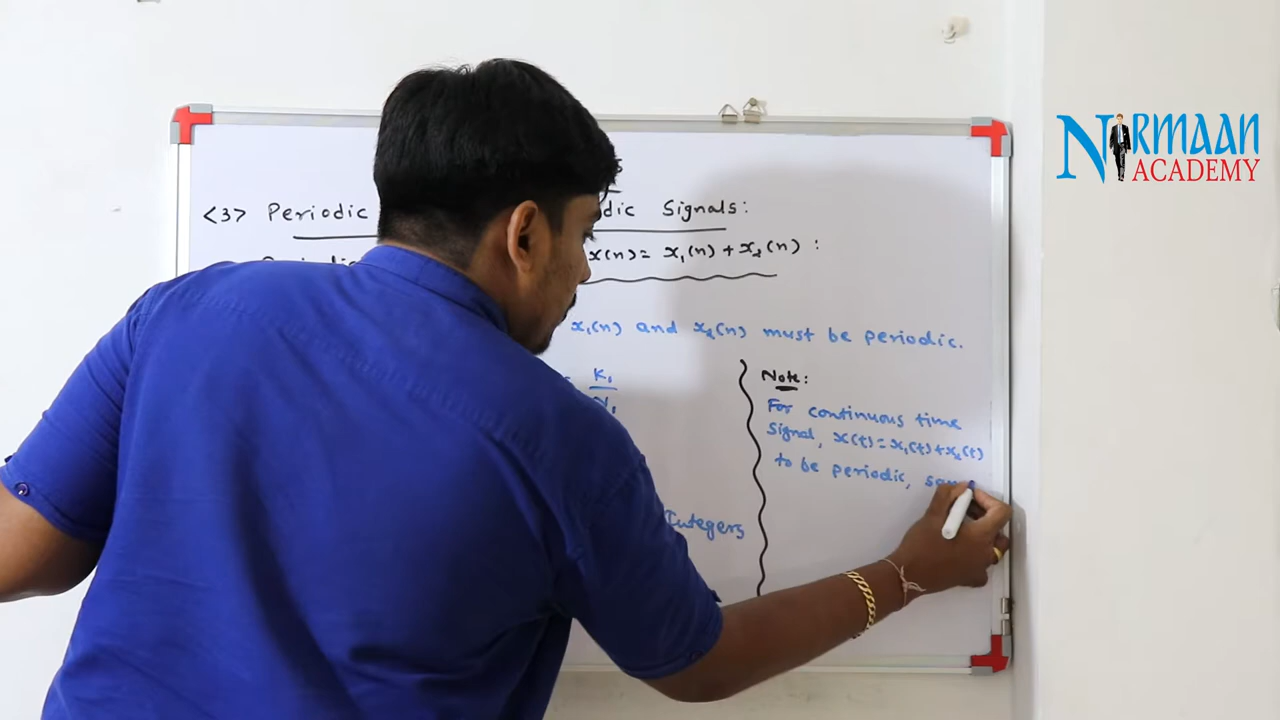 NIRMAAN
ACADEMY
<3> Periodic dic Signals:
x(n)= x₁(n) + x₂(n) :
x₁(n) and x₂(n) must be periodic.
K₁
N₁
Integers
Note:
For continuous time
signal, x(t)=x₁(t)+x₂(t)
to be periodic,